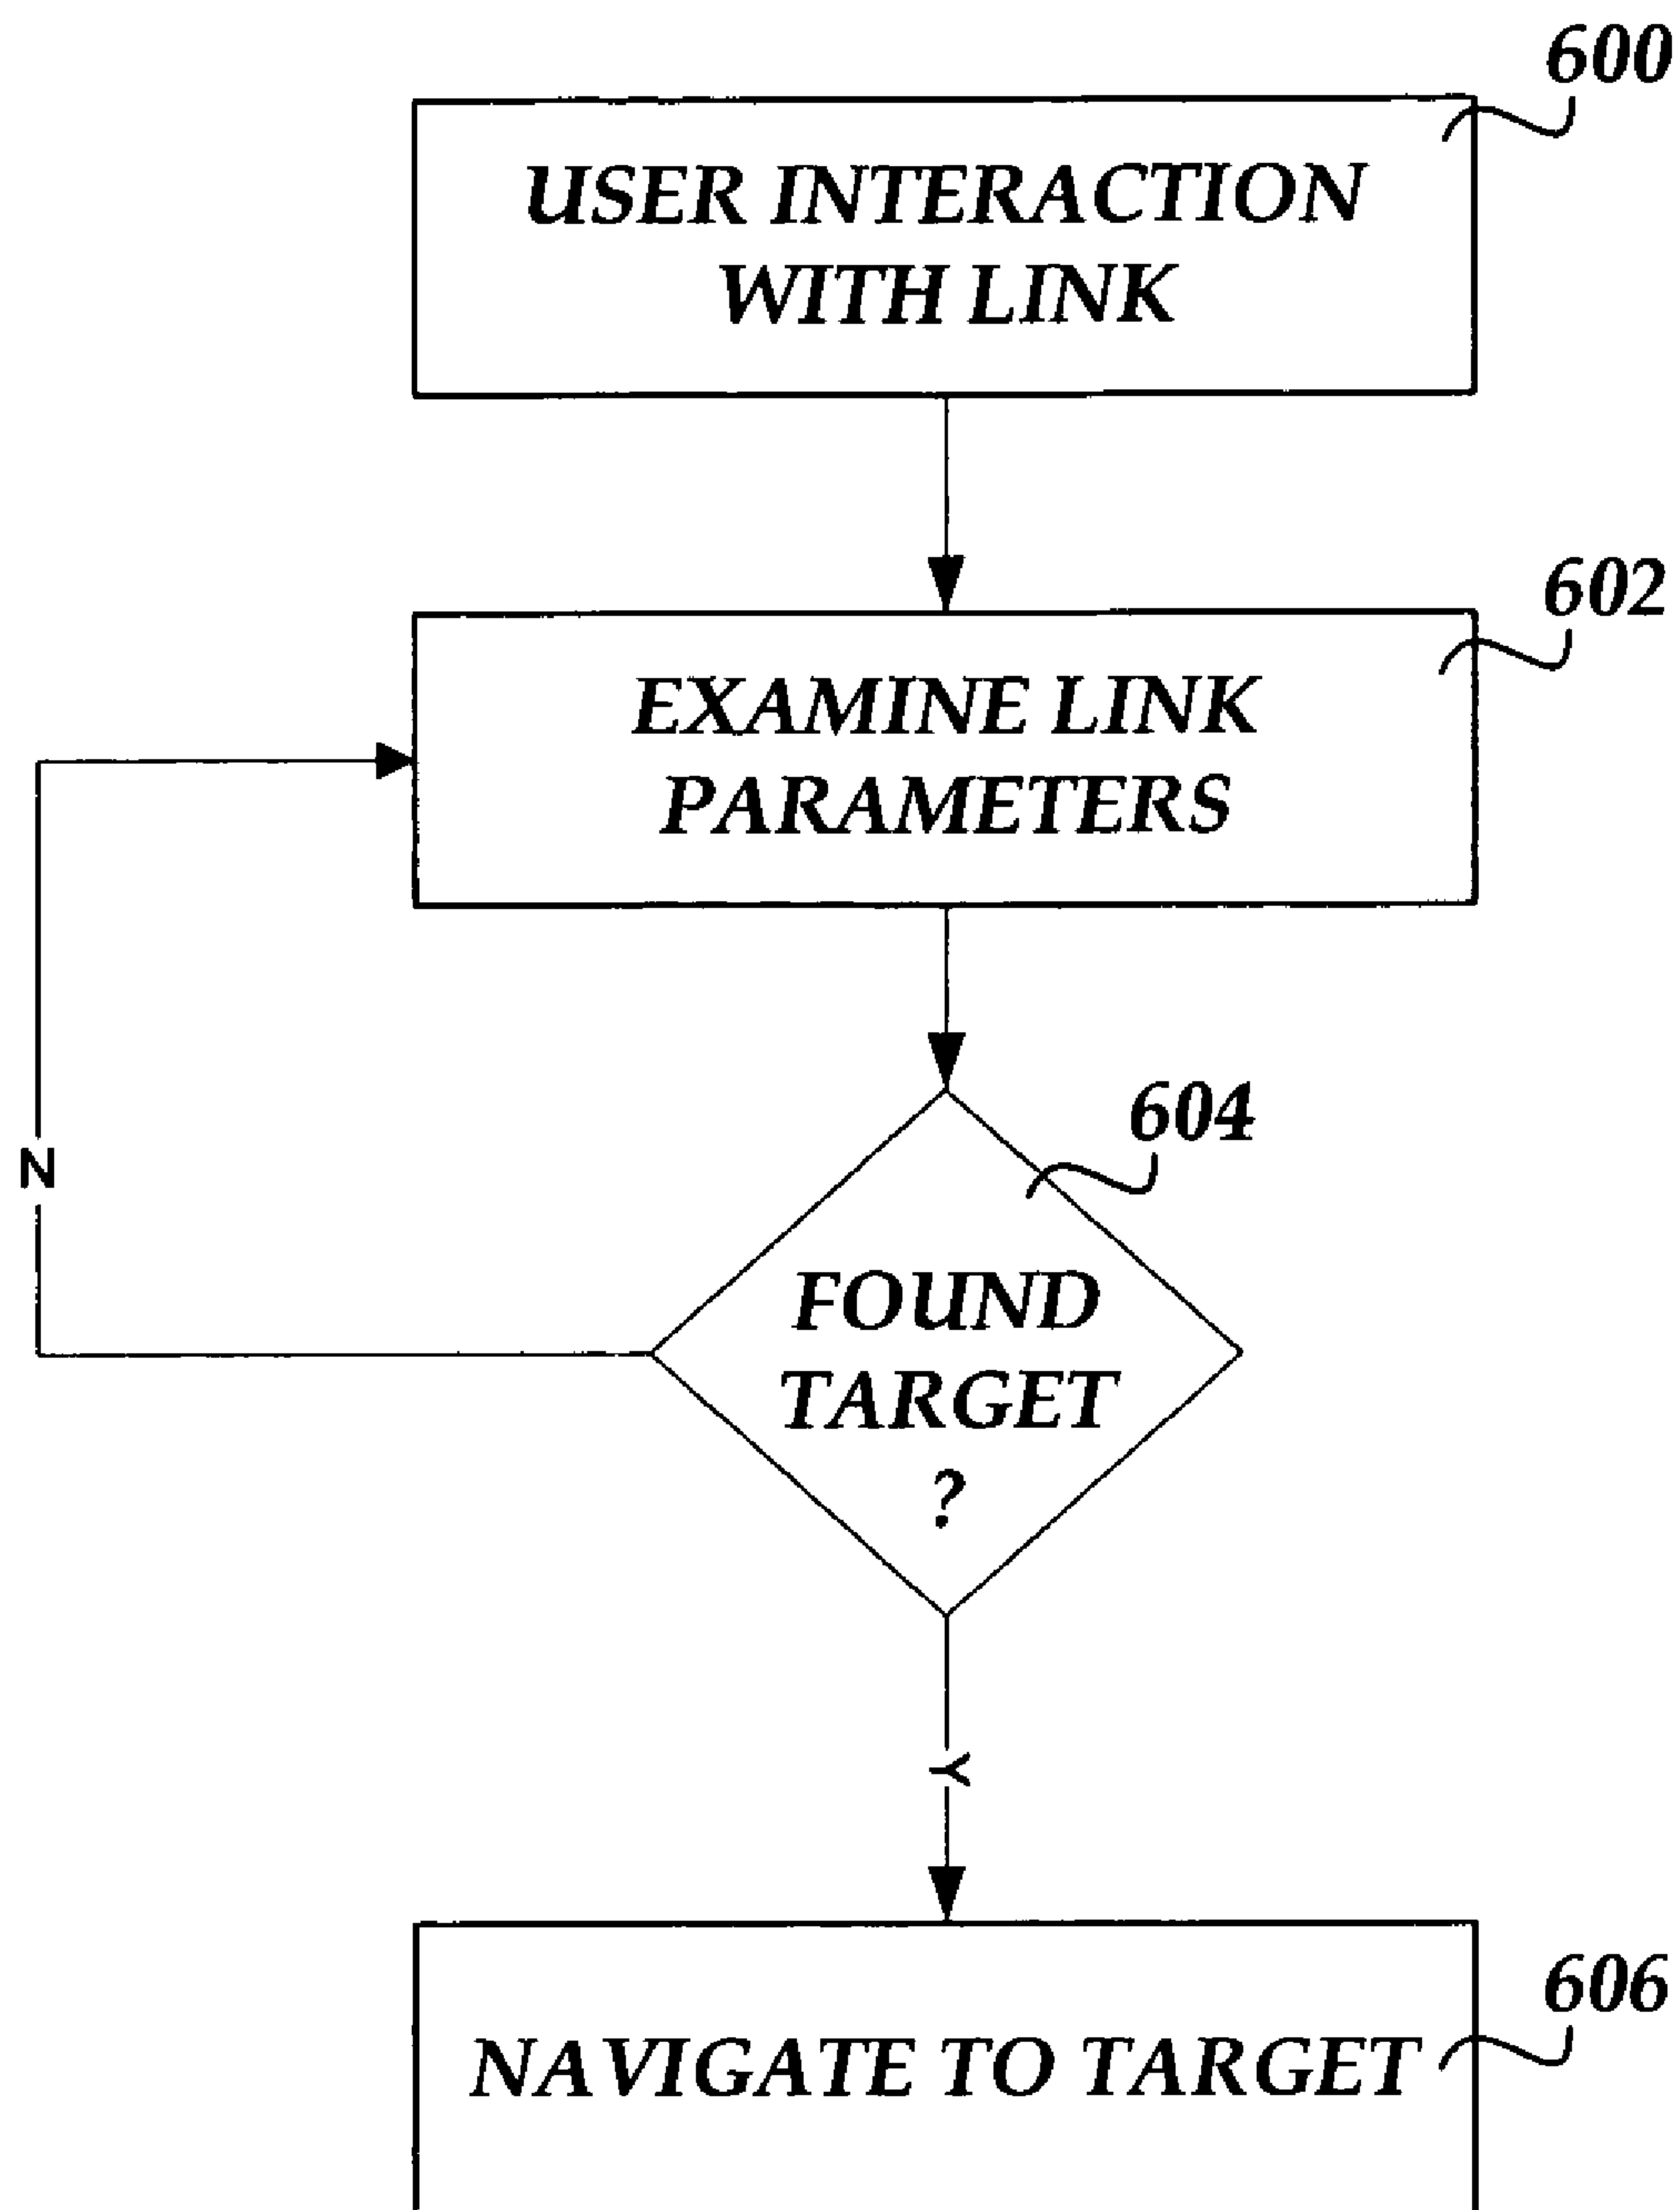 600
USER INTERACTION
WITH LINK
602
EXAMINE LINK
PARAMETERS
604
N
FOUND
TARGET
?
Y
606
NAVIGATE TO TARGET